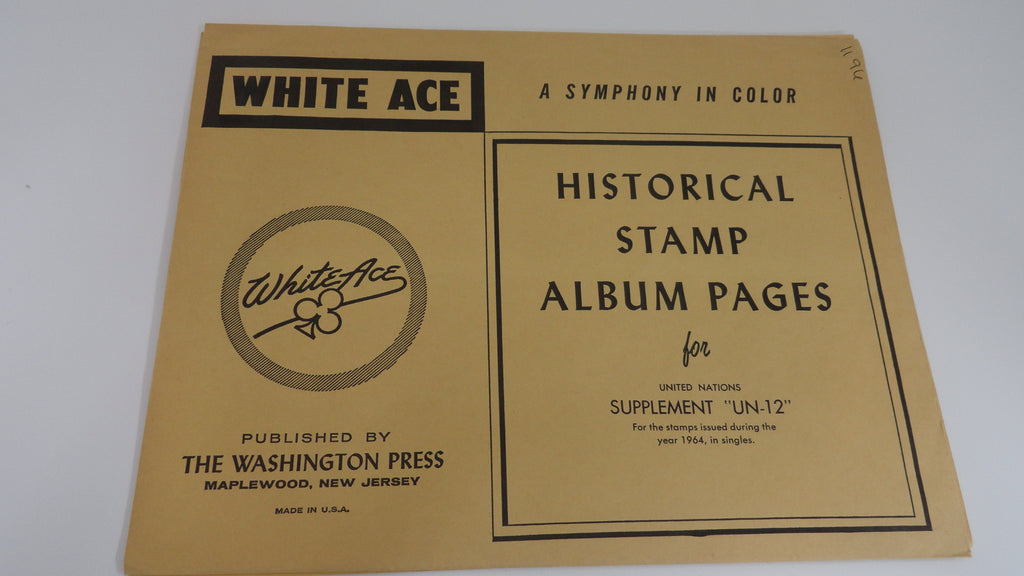 WHITE ACE
A SYMPHONY IN COLOR
White Ace
PUBLISHED BY
THE WASHINGTON PRESS
MAPLEWOOD, NEW JERSEY
MADE IN U.S.A.
HISTORICAL
STAMP
ALBUM PAGES
for
UNITED NATIONS
SUPPLEMENT "UN-12"
For the stamps issued during the
year 1964, in singles.